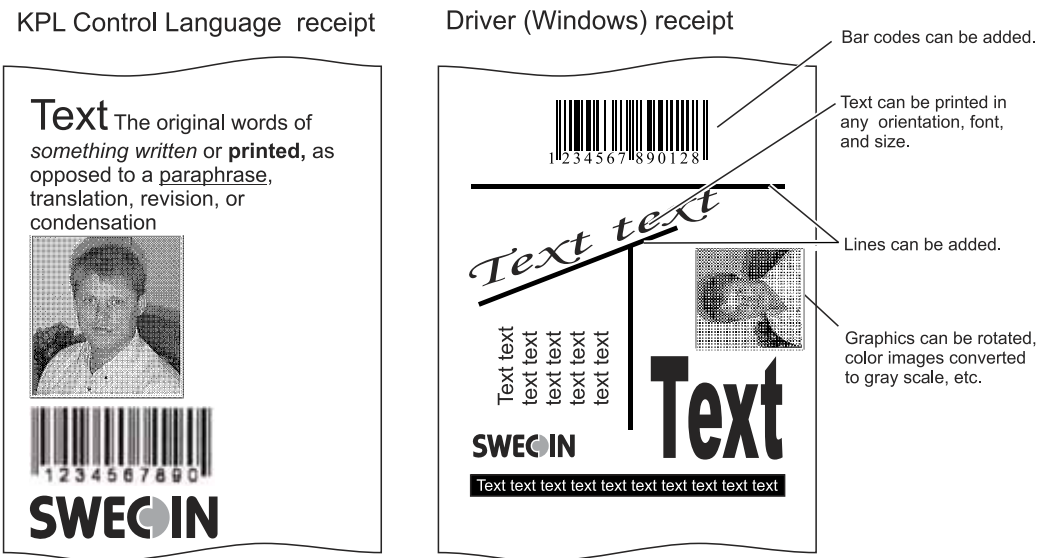 KPL Control Language receipt
Text The original words of
something written or printed, as
opposed to a paraphrase,
translation, revision, or
condensation
1234567890
SWECOIN
Driver (Windows) receipt
1 234567 890128
Text text
Text text
text text
text text
text text
text text
SWECOIN
Text
Text text text text text text text text text text
Bar codes can be added.
Text can be printed in
any orientation, font,
and size.
Lines can be added.
Graphics can be rotated,
color images converted
to gray scale, etc.